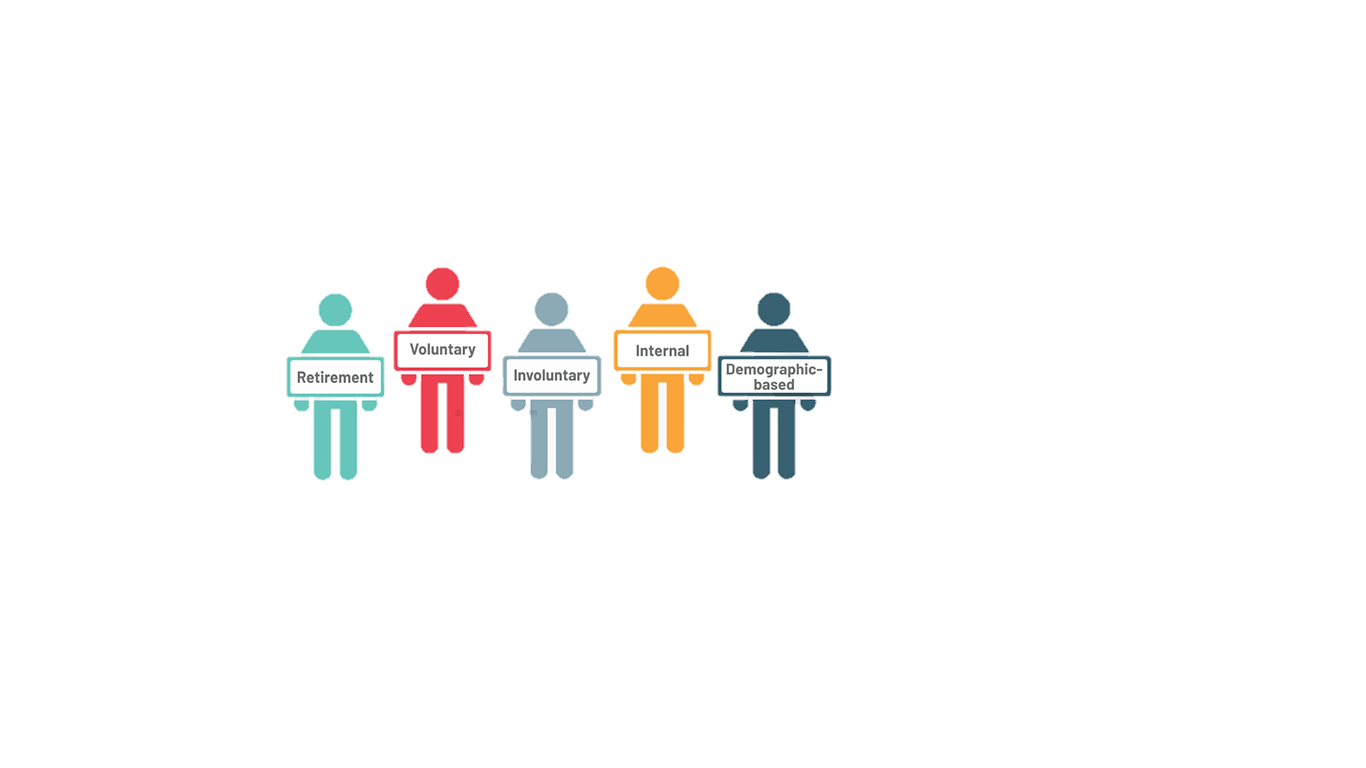 Retirement
Voluntary
Involuntary
Internal
Demographic-
based